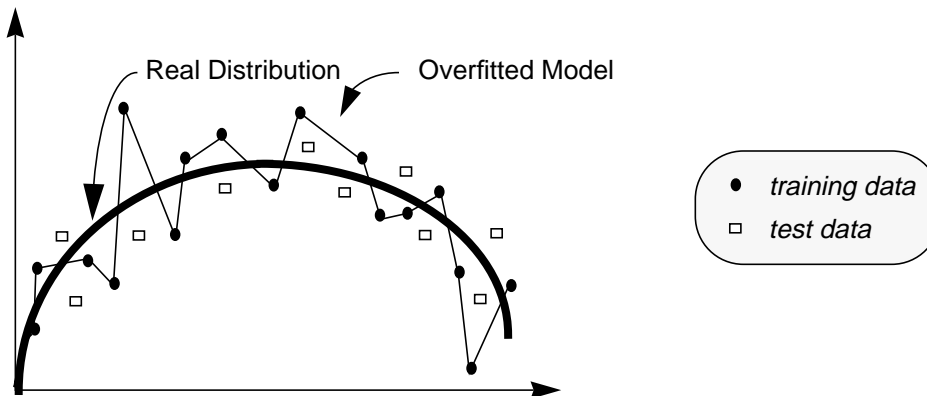 Real Distribution
Overfitted Model
training data
test data